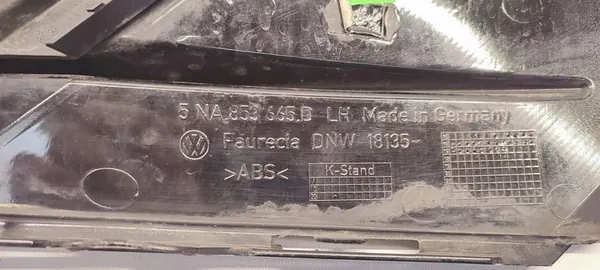 5 NA.853 665.D LH Made in Germany
Faurecia DNW 18135-
>ABS< K-Stand